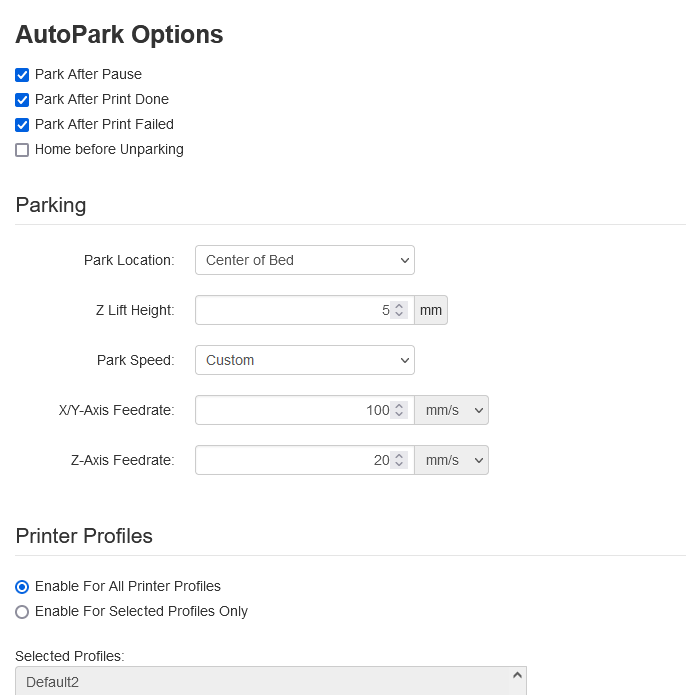 AutoPark Options
Park After Pause
Park After Print Done
Park After Print Failed
Home before Unparking
Parking
Park Location: Center of Bed
Z Lift Height: 5 mm
Park Speed: Custom
X/Y-Axis Feedrate: 100 mm/s
Z-Axis Feedrate: 20 mm/s
Printer Profiles
Enable For All Printer Profiles
Enable For Selected Profiles Only
Selected Profiles:
Default2